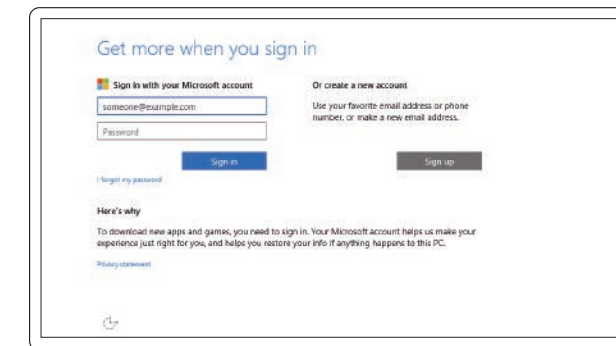 Get more when you sign in
Sign in with your Microsoft account
someone@example.com
Password
Sign in
I forgot my password
Or create a new account
Use your favorite email address or phone
number, or make a new email address.
Sign up
Here's why
To download new apps and games, you need to sign in. Your Microsoft account helps us make your
experience just right for you, and helps you restore your info if anything happens to this PC.
Privacy statement